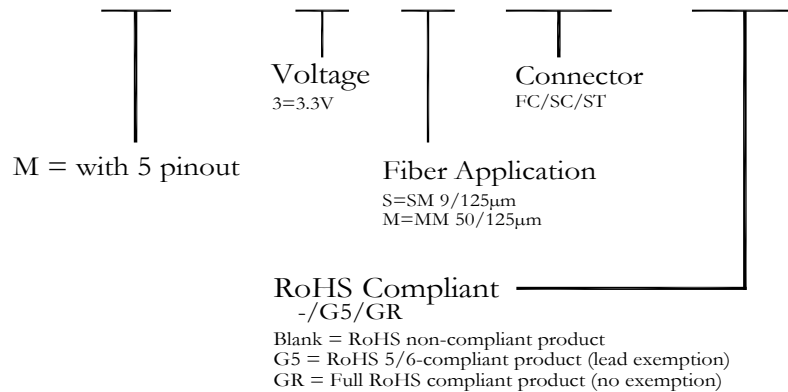 Voltage
3=3.3V
Connector
FC/SC/ST
M = with 5 pinout
Fiber Application
S=SM 9/125µm
M=MM 50/125µm
RoHS Compliant
-/G5/GR
Blank = RoHS non-compliant product
G5 = RoHS 5/6-compliant product (lead exemption)
GR = Full RoHS compliant product (no exemption)